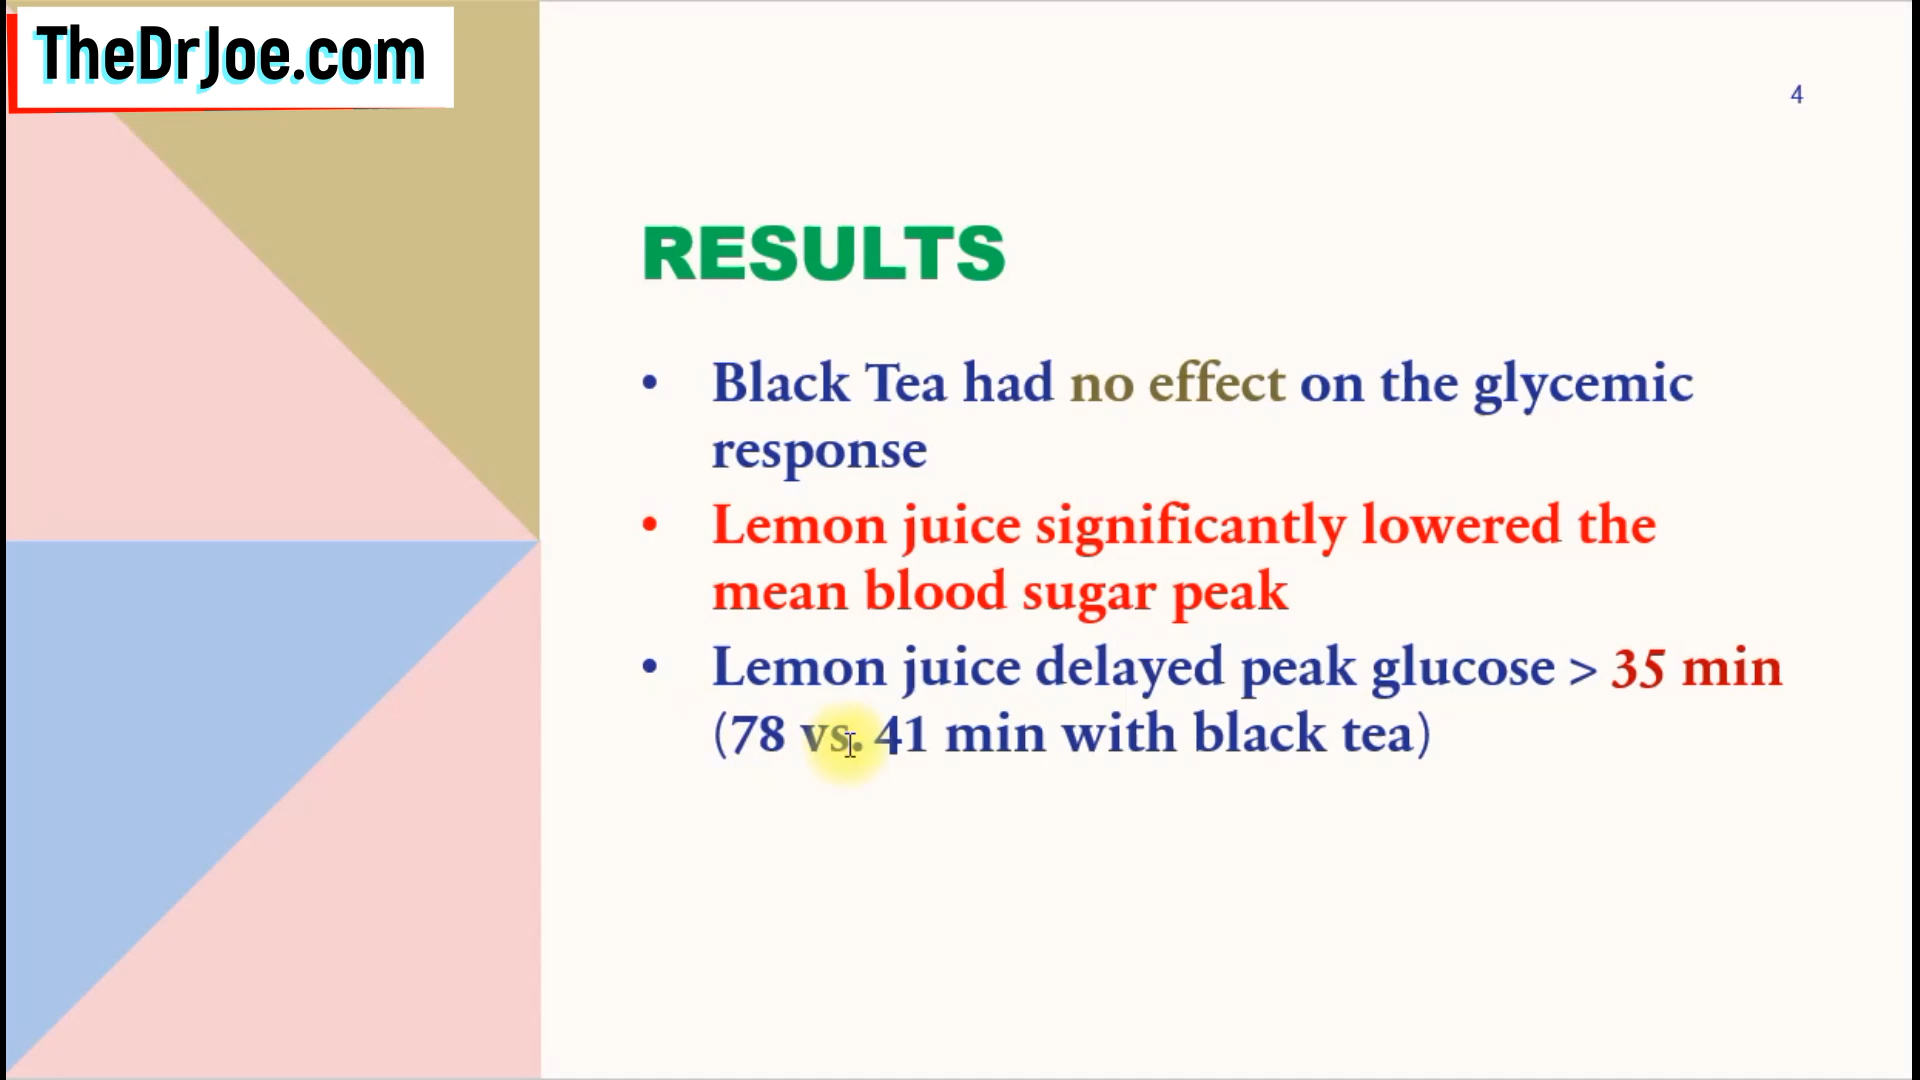 TheDrJoe.com
4
RESULTS
• Black Tea had no effect on the glycemic
response
• Lemon juice significantly lowered the
mean blood sugar peak
• Lemon juice delayed peak glucose > 35 min
(78 vs. 41 min with black tea)